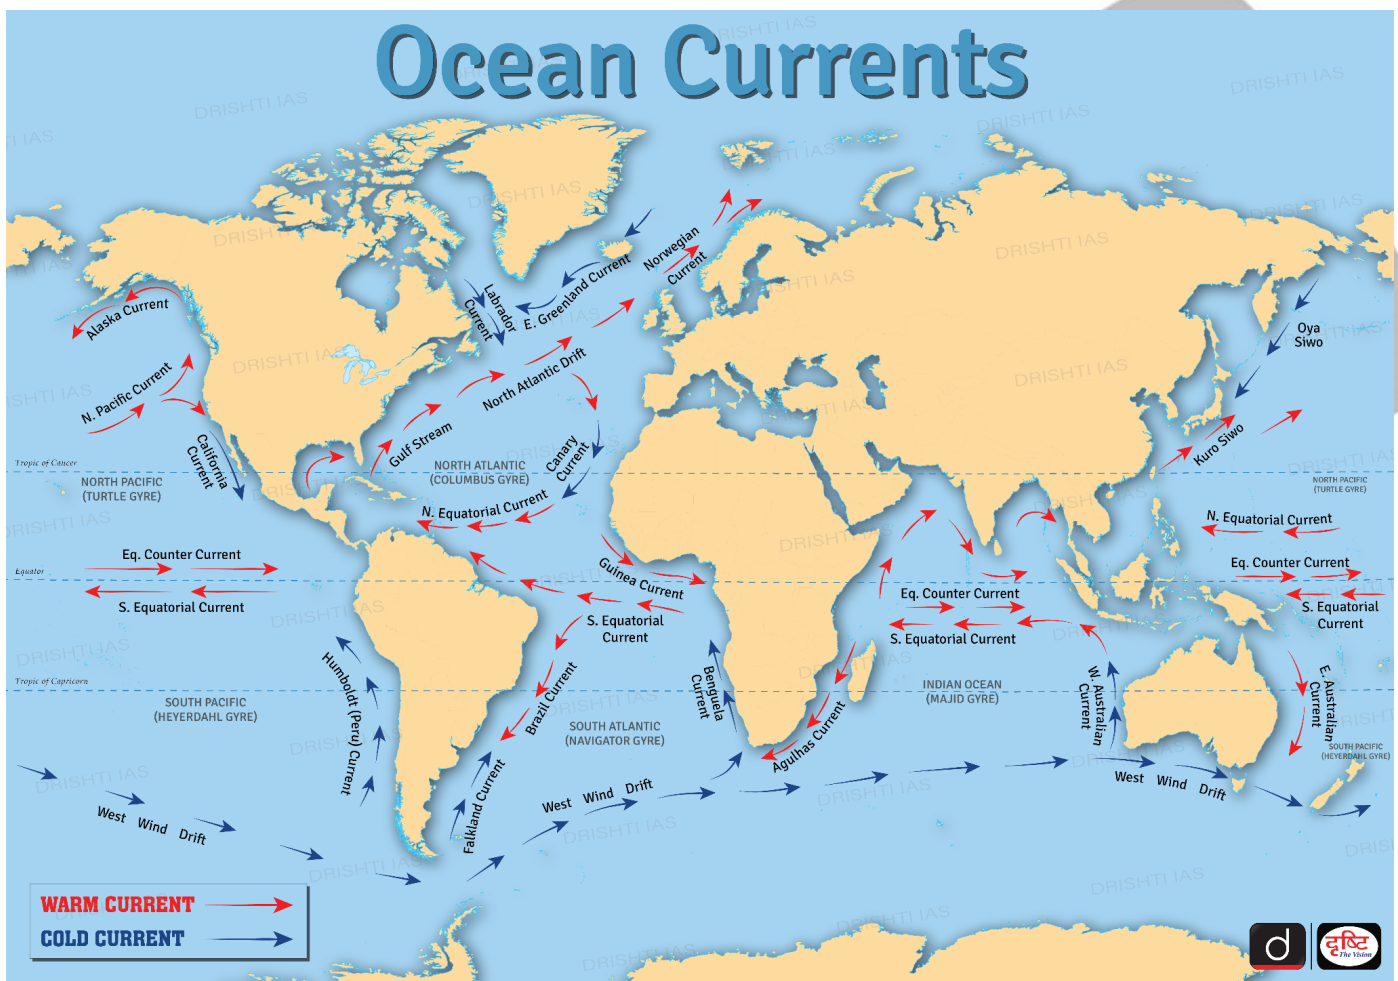 Ocean Currents
Alaska Current
N. Pacific Current
California
Current
Labrador
Current
E. Greenland Current
Norwegian
Current
North Atlantic Drift
Gulf Stream
Canary
Current
Oya
Siwo
Kuro Siwo
Tropic of Cancer
NORTH PACIFIC
(TURTLE GYRE)
NORTH ATLANTIC
(COLUMBUS GYRE)
NORTH PACIFIC
(TURTLE GYRE)
N. Equatorial Current
N. Equatorial Current
Eq. Counter Current
Equator
S. Equatorial Current
Guinea Current
S. Equatorial
Current
Eq. Counter Current
S. Equatorial Current
Eq. Counter Current
S. Equatorial
Current
Humboldt (Peru) Current
Tropic of Capricorn
SOUTH PACIFIC
(HEYERDAHL GYRE)
Brazil Current
SOUTH ATLANTIC
(NAVIGATOR GYRE)
Benguela
Current
Agulhas Current
INDIAN OCEAN
(MAJID GYRE)
W. Australian
Current
E. Australian
Current
SOUTH PACIFIC
(HEYERDAHL GYRE)
West Wind Drift
Falkland Current
West Wind Drift
West Wind Drift
WARM CURRENT
COLD CURRENT
d
दृष्टि
The Vision
DRISHTI IAS